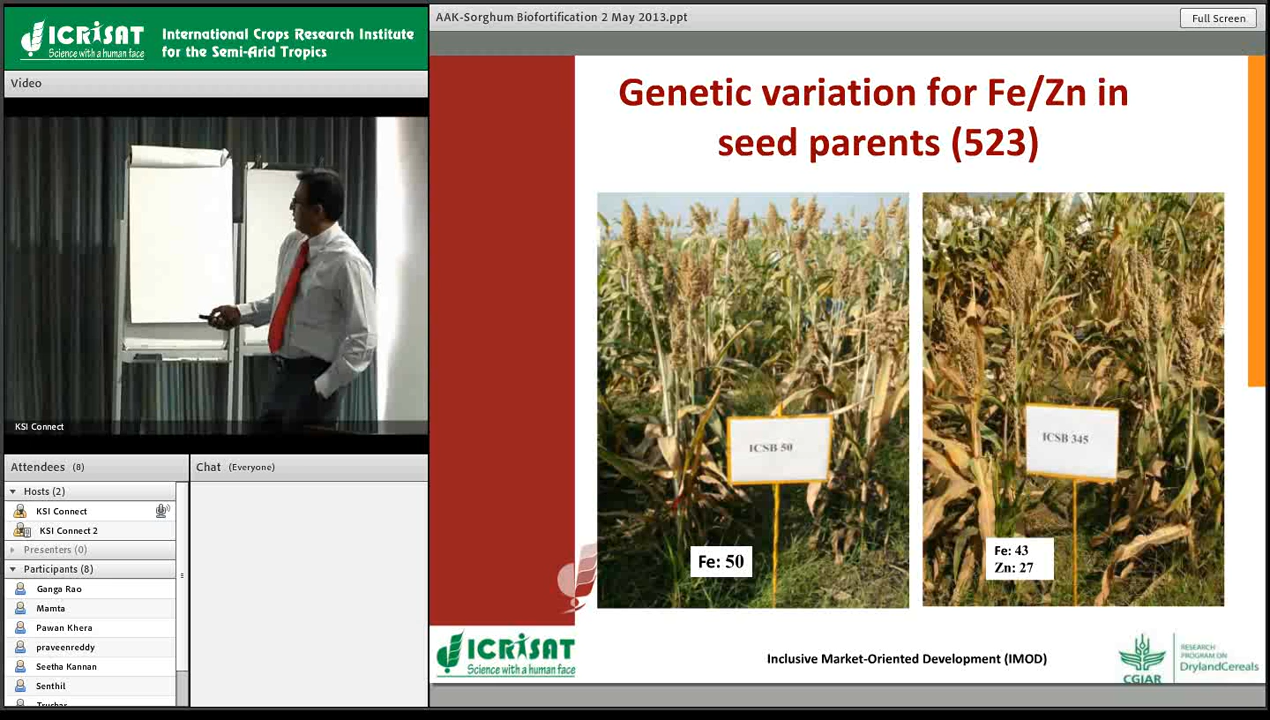 ICRISAT
Science with a human face
International Crops Research Institute
for the Semi-Arid Tropics
AAK-Sorghum Biofortification 2 May 2013.ppt
Full Screen
Video
KSI Connect
Attendees (8)
Hosts (2)
KSI Connect
KSI Connect 2
Presenters (0)
Participants (8)
Ganga Rao
Mamta
Pawan Khera
praveenreddy
Seetha Kannan
Senthil
Chat (Everyone)
Genetic variation for Fe/Zn in
seed parents (523)
ICSB 50
Fe: 50
ICSB 345
Fe: 43
Zn: 27
ICRISAT
Science with a human face
Inclusive Market-Oriented Development (IMOD)
CGIAR
RESEARCH
PROGRAM ON
DrylandCereals